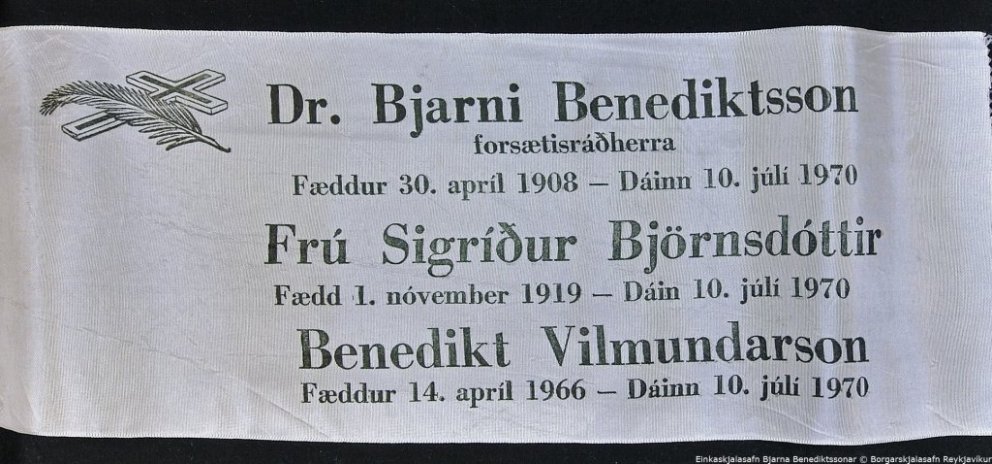 Dr. Bjarni Benediktsson
forsætisráðherra
Fæddur 30. apríl 1908 – Dáinn 10. júlí 1970
Frú Sigríður Björnsdóttir
Fædd 1. nóvember 1919 – Dáin 10. júlí 1970
Benedikt Vilmundarson
Fæddur 14. apríl 1966 – Dáinn 10. júlí 1970
Einkaskjalasafn Bjarna Benediktssonar © Borgarskjalasafn Reykjavíkur